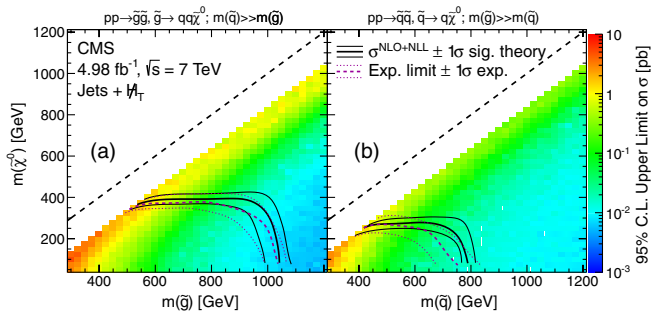 pp→g̃g̃, g̃→ qqχ̃⁰; m(q̃)>>m(g̃)
pp→q̃q̃, q̃→ qχ̃⁰; m(g̃)>>m(q̃)
CMS
4.98 fb⁻¹, √s = 7 TeV
Jets + H̸_T
(a)
σ^NLO+NLL ± 1σ sig. theory
Exp. limit ± 1σ exp.
(b)
m(χ̃⁰) [GeV]
1200
1000
800
600
400
200
400 600 800 1000
m(g̃) [GeV]
400 600 800 1000 1200
m(q̃) [GeV]
10
1
10⁻¹
10⁻²
10⁻³
95% C.L. Upper Limit on σ [pb]